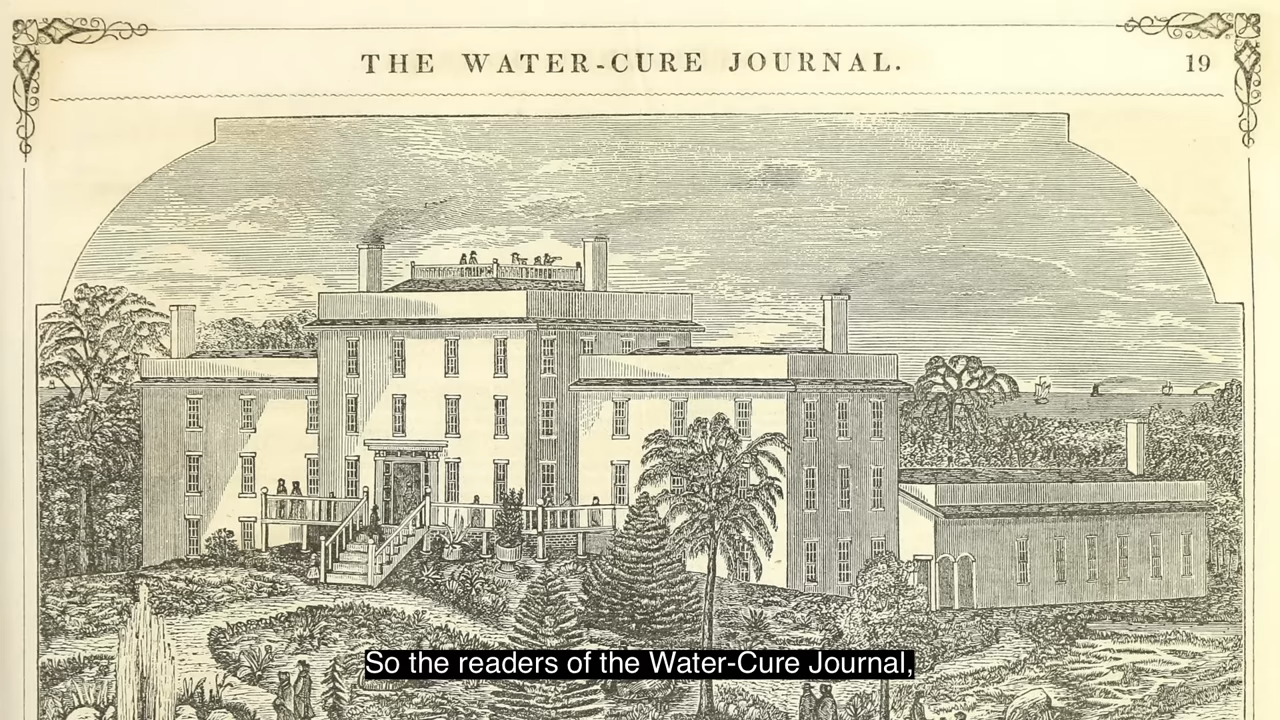 THE WATER-CURE JOURNAL.
19
So the readers of the Water-Cure Journal,